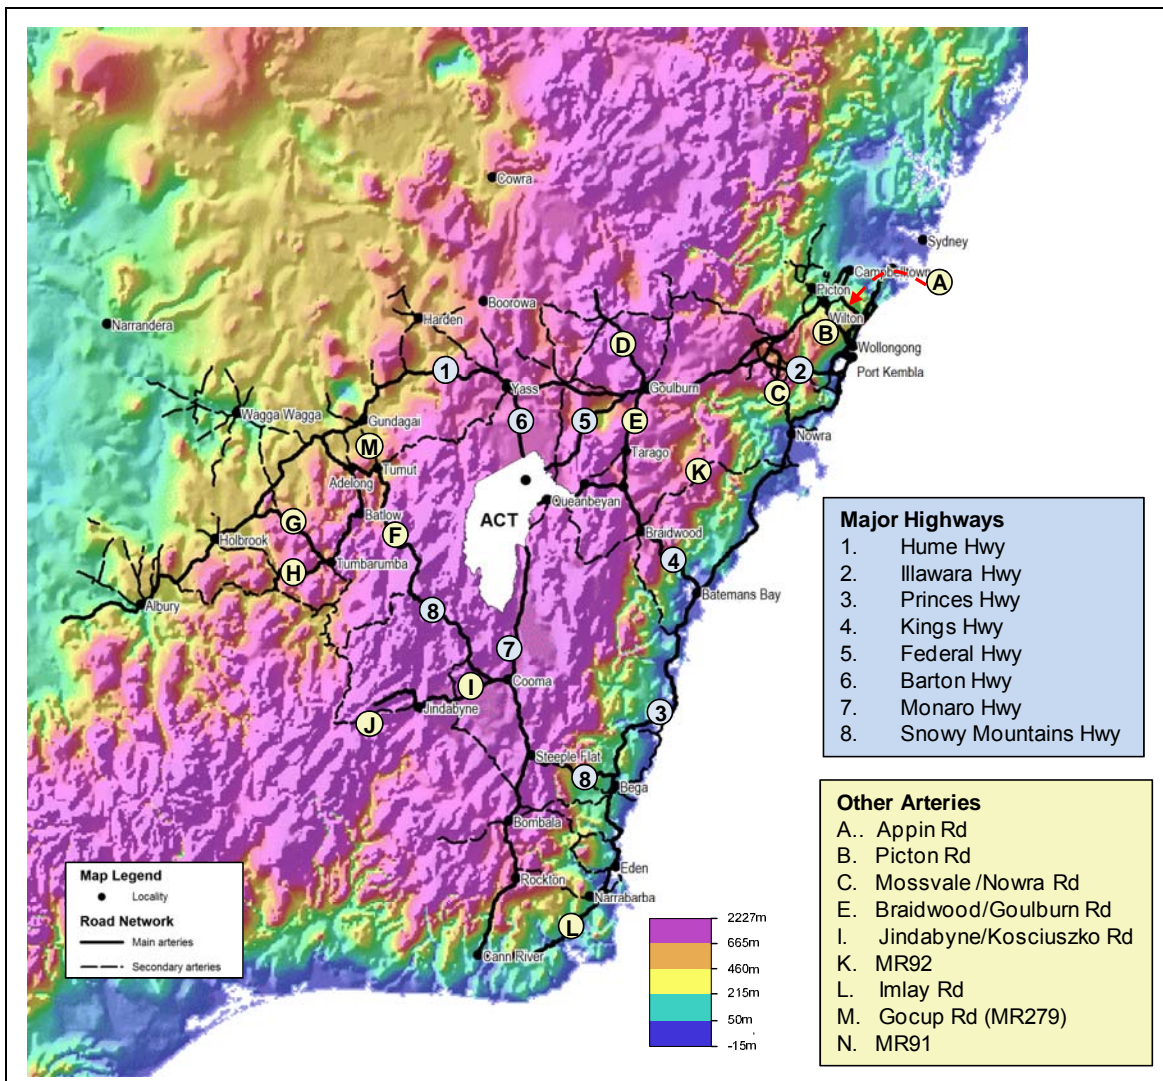 Cowra
Sydney
Campbelltown
A
Picton
Boorowa
Harden
Wilton
Narrandera
B
D
Wollongong
1
2
Port Kembla
Yass
Goulburn
C
Wagga Wagga
Gundagai
6
5
E
Nowra
M
Tarago
Tumut
K
Adelong
Queanbeyan
ACT
Batlow
G
F
Braidwood
Holbrook
4
Tumbarumba
H
Batemans Bay
Albury
8
7
I
Cooma
Jindabyne
J
3
Steeple Flat
8
Bega
Bombala
Eden
Rockton
Narrabarba
L
Cann River
Major Highways
1. Hume Hwy
2. Illawara Hwy
3. Princes Hwy
4. Kings Hwy
5. Federal Hwy
6. Barton Hwy
7. Monaro Hwy
8. Snowy Mountains Hwy
Other Arteries
A.. Appin Rd
B. Picton Rd
C. Mossvale/Nowra Rd
E. Braidwood/Goulburn Rd
I. Jindabyne/Kosciuszko Rd
K. MR92
L. Imlay Rd
M. Gocup Rd (MR279)
N. MR91
Map Legend
Locality
Road Network
Main arteries
Secondary arteries
2227m
665m
460m
215m
50m
-15m